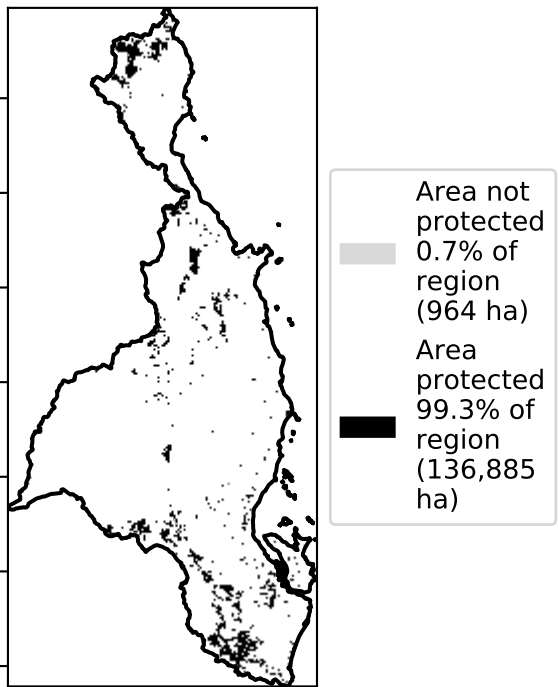 Area not
protected
0.7% of
region
(964 ha)
Area
protected
99.3% of
region
(136,885
ha)